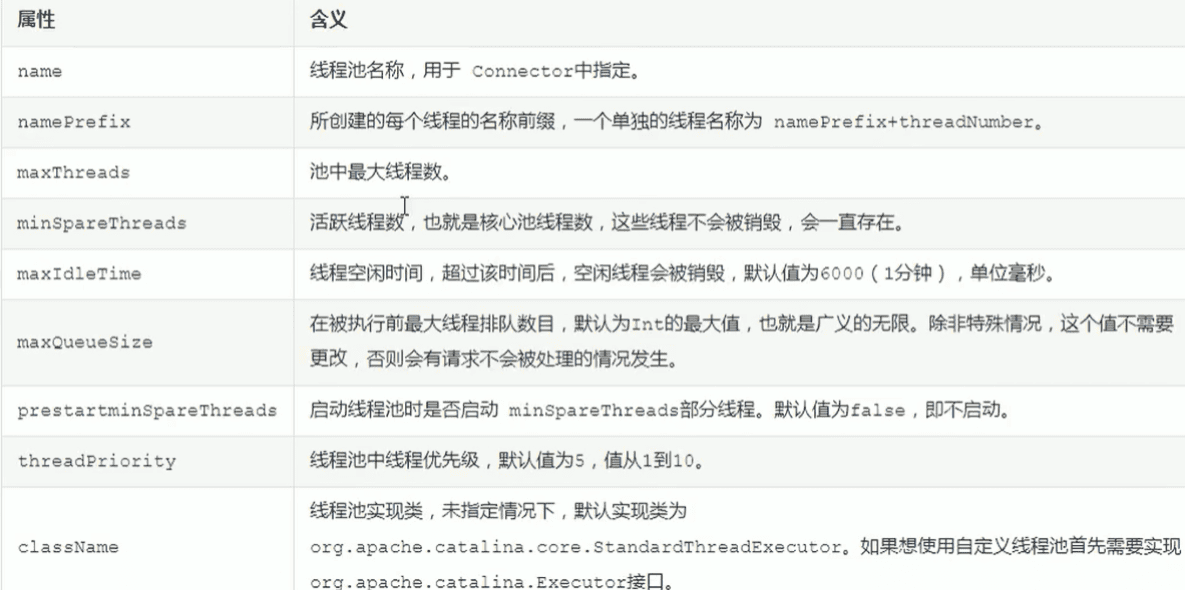 属性 含义
name 线程池名称，用于 Connector中指定。
namePrefix 所创建的每个线程的名称前缀，一个单独的线程名称为 namePrefix+threadNumber。
maxThreads 池中最大线程数。
minSpareThreads 活跃线程数，也就是核心池线程数，这些线程不会被销毁，会一直存在。
maxIdleTime 线程空闲时间，超过该时间后，空闲线程会被销毁，默认值为6000（1分钟），单位毫秒。
maxQueueSize 在被执行前最大线程排队数目，默认为Int的最大值，也就是广义的无限。除非特殊情况，这个值不需要
更改，否则会有请求不会被处理的情况发生。
prestartminSpareThreads 启动线程池时是否启动 minSpareThreads部分线程。默认值为false，即不启动。
threadPriority 线程池中线程优先级，默认值为5，值从1到10。
className 线程池实现类，未指定情况下，默认实现类为
org.apache.catalina.core.StandardThreadExecutor。如果想使用自定义线程池首先需要实现
org.apache.catalina.Executor接口。